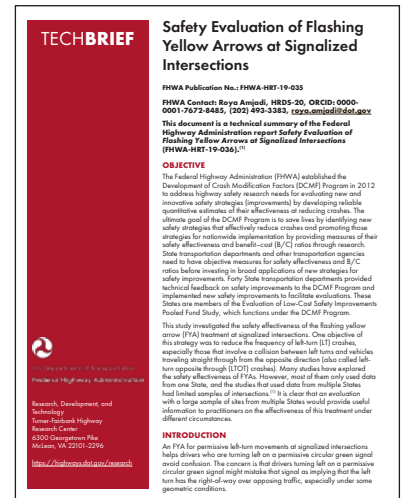 TECHBRIEF
Safety Evaluation of Flashing
Yellow Arrows at Signalized
Intersections
FHWA Publication No.: FHWA-HRT-19-035
FHWA Contact: Roya Amjadi, HRDS-20, ORCID: 0000-
0001-7672-8485, (202) 493-3383, roya.amjadi@dot.gov
This document is a technical summary of the Federal
Highway Administration report Safety Evaluation of
Flashing Yellow Arrows at Signalized Intersections
(FHWA-HRT-19-036).(1)
OBJECTIVE
The Federal Highway Administration (FHWA) established the
Development of Crash Modification Factors (DCMF) Program in 2012
to address highway safety research needs for evaluating new and
innovative safety strategies (improvements) by developing reliable
quantitative estimates of their effectiveness at reducing crashes. The
ultimate goal of the DCMF Program is to save lives by identifying new
safety strategies that effectively reduce crashes and promoting those
strategies for nationwide implementation by providing measures of their
safety effectiveness and benefit–cost (B/C) ratios through research.
State transportation departments and other transportation agencies
need to have objective measures for safety effectiveness and B/C
ratios before investing in broad applications of new strategies for
safety improvements. Forty State transportation departments provided
technical feedback on safety improvements to the DCMF Program and
implemented new safety improvements to facilitate evaluations. These
States are members of the Evaluation of Low-Cost Safety Improvements
Pooled Fund Study, which functions under the DCMF Program.
This study investigated the safety effectiveness of the flashing yellow
arrow (FYA) treatment at signalized intersections. One objective of
this strategy was to reduce the frequency of left-turn (LT) crashes,
especially those that involve a collision between left turns and vehicles
traveling straight through from the opposite direction (also called left-
turn opposite through (LTOT) crashes). Many studies have explored
the safety effectiveness of FYAs. However, most of them only used data
from one State, and the studies that used data from multiple States
had limited samples of intersections.(1) It is clear that an evaluation
with a large sample of sites from multiple States would provide useful
information to practitioners on the effectiveness of this treatment under
different circumstances.
INTRODUCTION
An FYA for permissive left-turn movements at signalized intersections
helps drivers who are turning left on a permissive circular green signal
avoid confusion. The concern is that drivers turning left on a permissive
circular green signal might mistake that signal as implying that the left
turn has the right-of-way over opposing traffic, especially under some
geometric conditions.
U.S. Department of Transportation
Federal Highway Administration
Research, Development, and
Technology
Turner-Fairbank Highway
Research Center
6300 Georgetown Pike
McLean, VA 22101-2296
https://highways.dot.gov/research